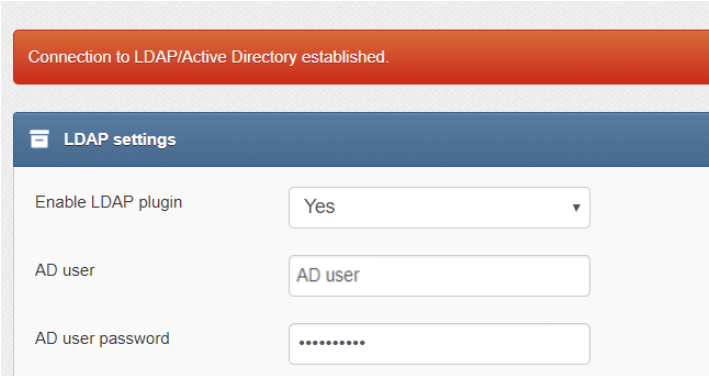 Connection to LDAP/Active Directory established.
LDAP settings
Enable LDAP plugin Yes
AD user AD user
AD user password ••••••••••